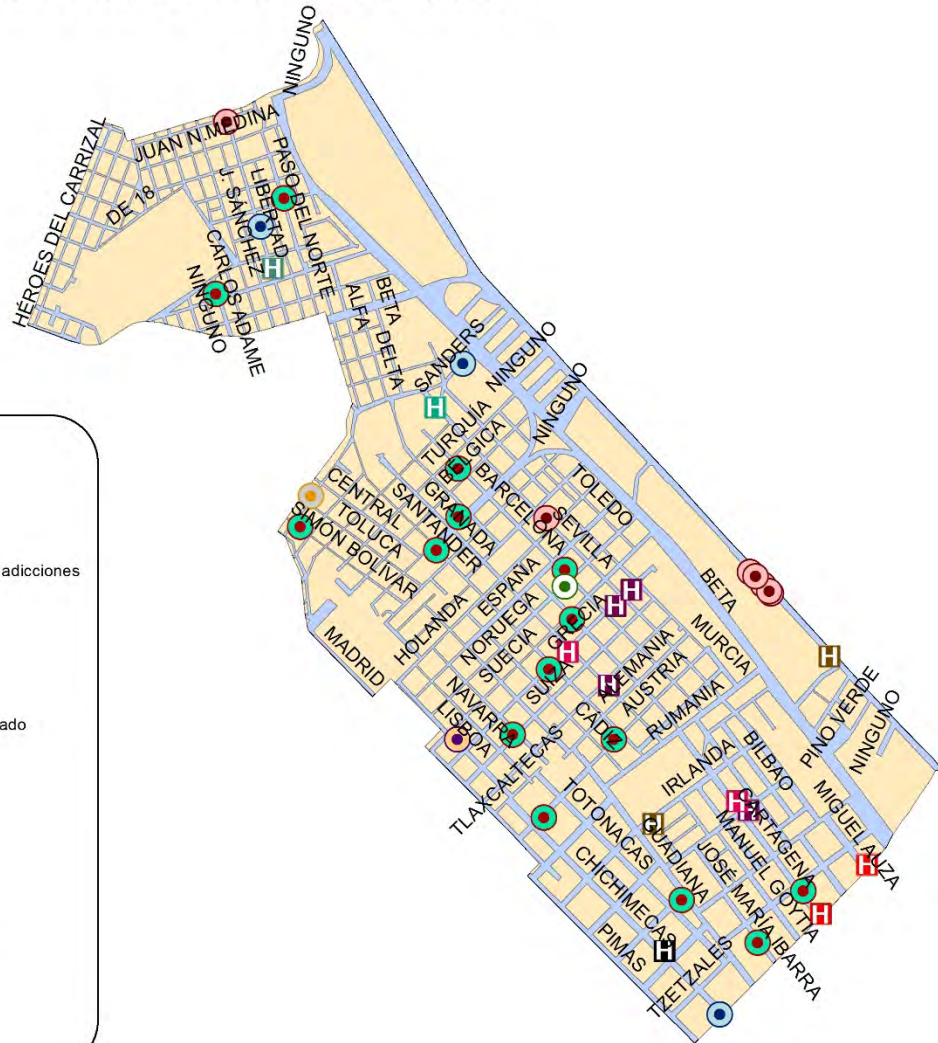 NINGUNO
HÉROES DEL CARRIZAL
JUAN N.MEDINA
DE 18
PASO DEL NORTE
LIBERTAD
J. SÁNCHEZ
CARLOS ADAME
NINGUNO
H
BETA
ALFA
DELTA
SANDERS
NINGUNO
NINGUNO
H
TURQUÍA
BELGICA
BARCELONA
TOLEDO
CENTRAL
SANTANDER
GRANADA
SEVILLA
TOLUCA
SIMÓN BOLÍVAR
adicciones
ESPAÑA
HOLANDA
NORUEGA
GRECIA
H
H
BETA
SUECIA
MURCIA
MADRID
SUIZA
H
H
ALEMANIA
AUSTRIA
H
PINO VERDE
NINGUNO
NAVARRA
LISBOA
CÁDIZ
RUMANIA
ado
TLAXCALTECAS
IRLANDA
BILBAO
TOTONACAS
H
H
MIGUEL AUZA
CARTAGENA
GUADIANA
MANUEL GOYTIA
JOSÉ MARÍA IBARRA
CHICHIMECAS
H
H
PIMAS
H
TZETZALES